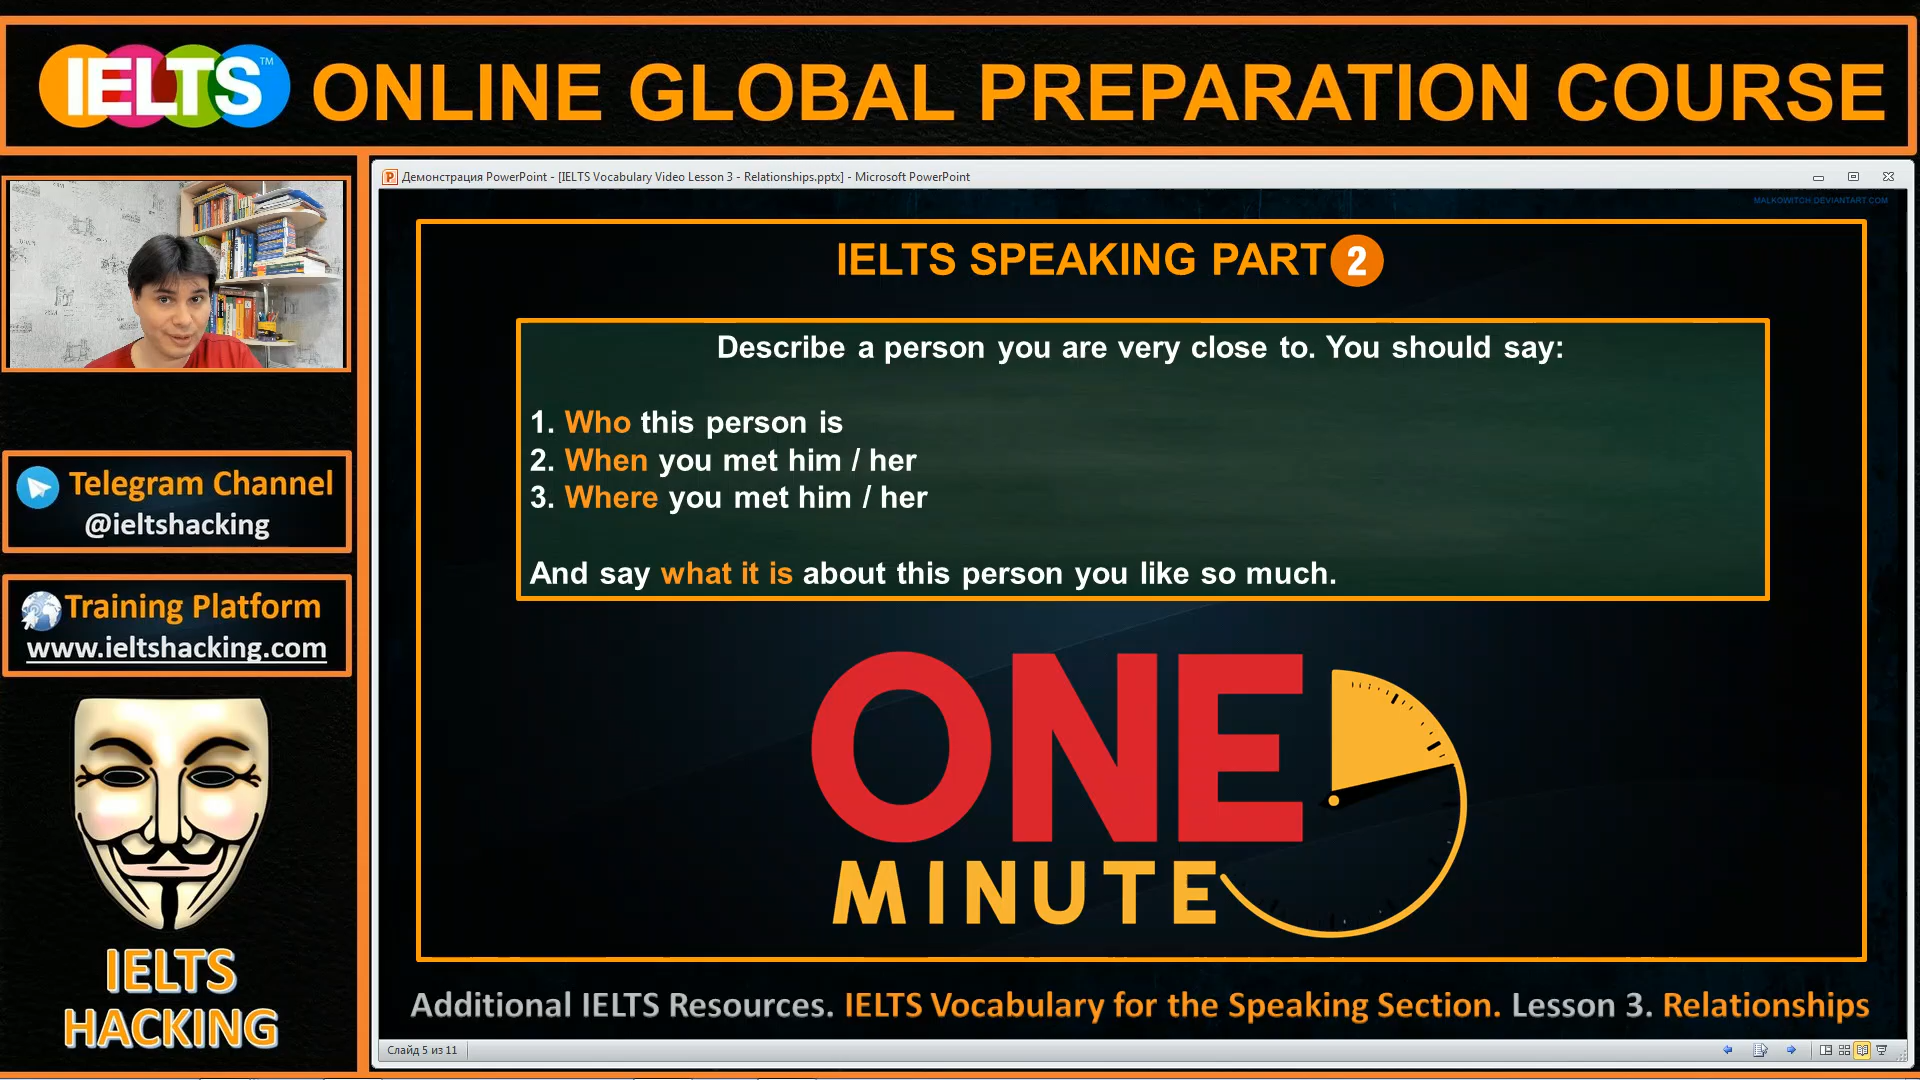 IELTS™ ONLINE GLOBAL PREPARATION COURSE
Демонстрация PowerPoint - [IELTS Vocabulary Video Lesson 3 - Relationships.pptx] - Microsoft PowerPoint
MALKOWITCH.DEVIANTART.COM
IELTS SPEAKING PART 2
Describe a person you are very close to. You should say:
1. Who this person is
2. When you met him / her
3. Where you met him / her
And say what it is about this person you like so much.
ONE
MINUTE
Telegram Channel
@ieltshacking
Training Platform
www.ieltshacking.com
IELTS
HACKING
Additional IELTS Resources. IELTS Vocabulary for the Speaking Section. Lesson 3. Relationships
Слайд 5 из 11